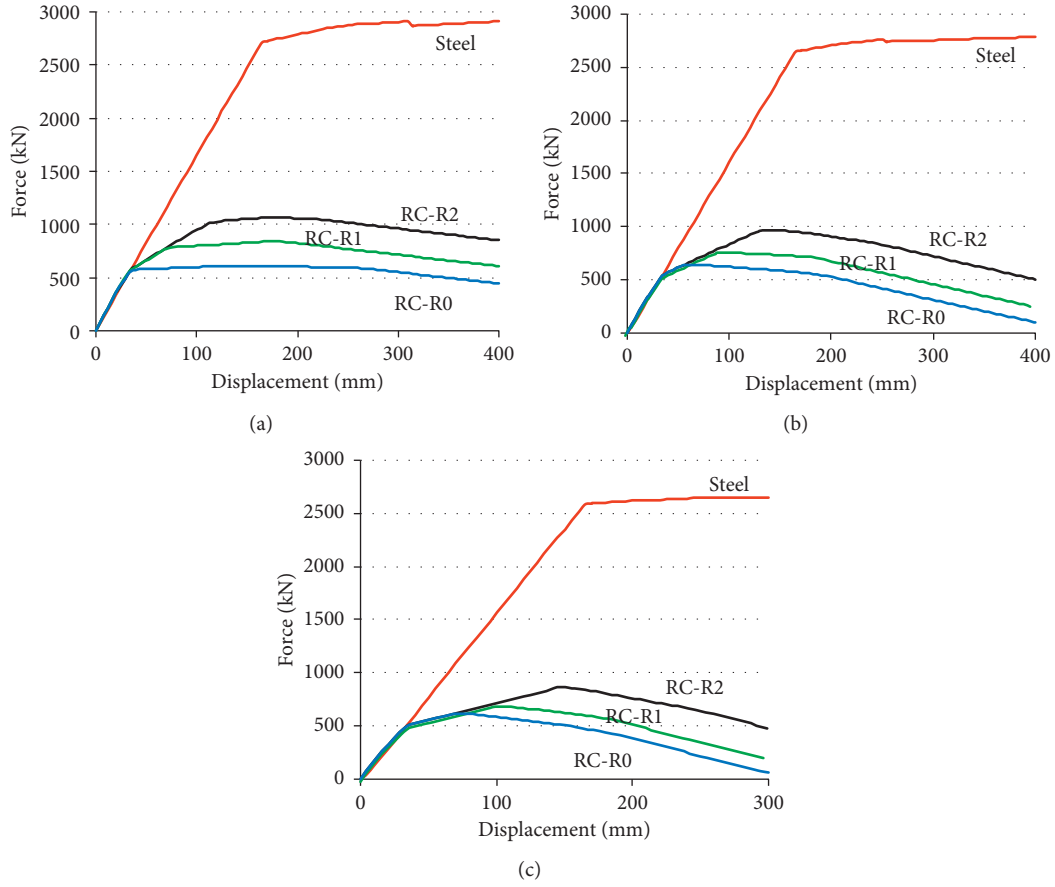 3000
2500
2000
1500
1000
500
0
Force (kN)
Steel
RC-R2
RC-R1
RC-R0
0 100 200 300 400
Displacement (mm)
(a)
3000
2500
2000
1500
1000
500
0
Force (kN)
Steel
RC-R2
RC-R1
RC-R0
0 100 200 300 400
Displacement (mm)
(b)
3000
2500
2000
1500
1000
500
0
Force (kN)
Steel
RC-R2
RC-R1
RC-R0
0 100 200 300
Displacement (mm)
(c)